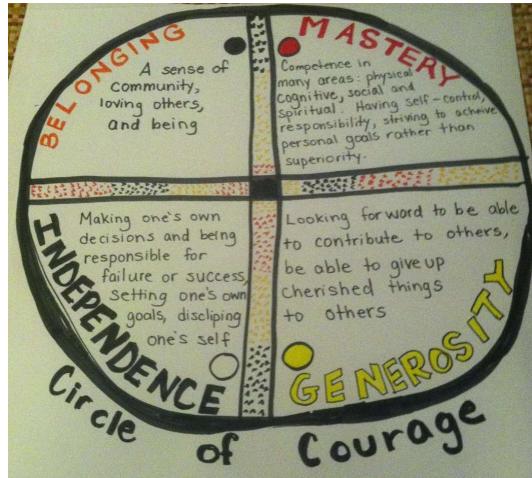 BELONGING
A sense of
community,
loving others,
and being
MASTERY
Competence in
many areas: physical
cognitive, social and
spiritual. Having self-control,
responsibility, striving to achieve
personal goals rather than
superiority.
INDEPENDENCE
Making one's own
decisions and being
responsible for
failure or success,
setting one's own
goals, discliping
one's self
Looking forword to be able
to contribute to others,
be able to give up
cherished things
to others
GENEROSITY
Circle of Courage